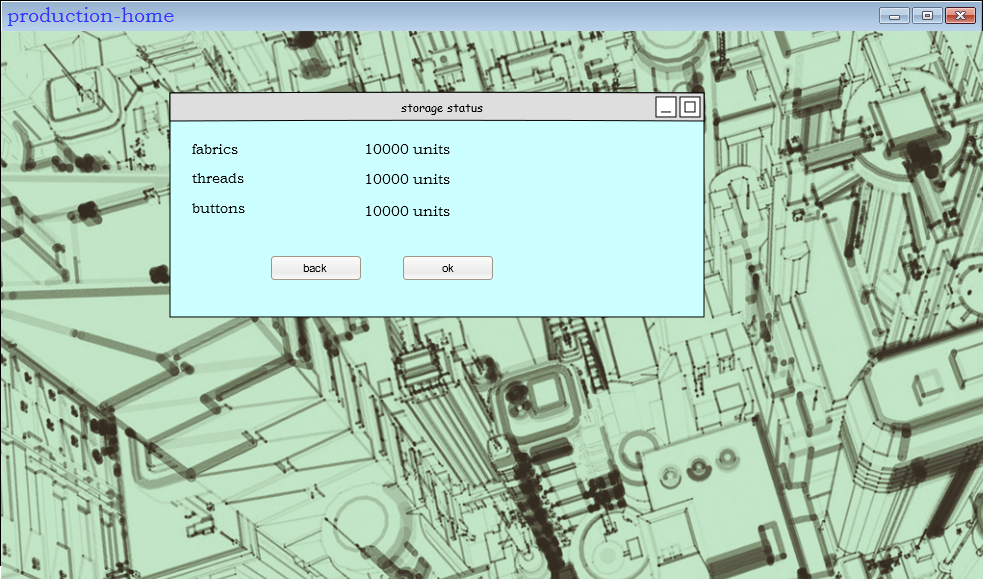 production-home
storage status
fabrics 10000 units
threads 10000 units
buttons 10000 units
back ok